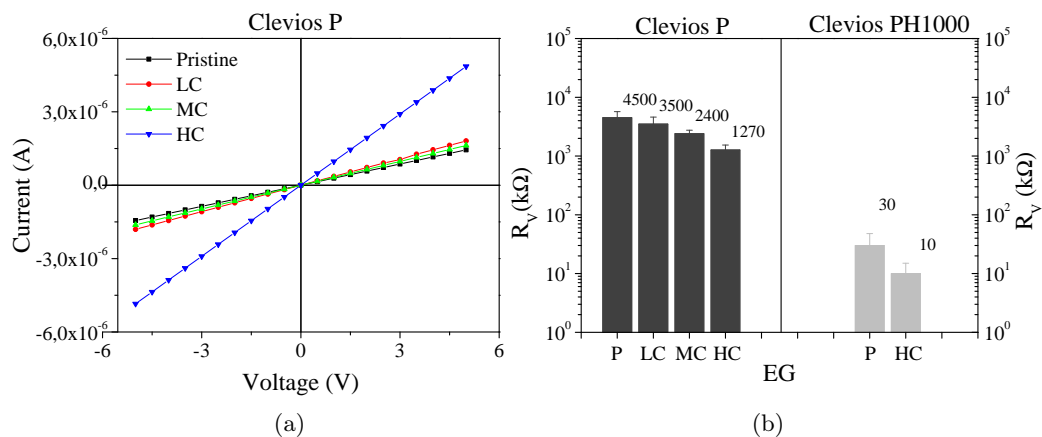 Clevios P
6,0x10⁻⁶
3,0x10⁻⁶
0,0
-3,0x10⁻⁶
-6,0x10⁻⁶
Current (A)
Pristine
LC
MC
HC
-6 -3 0 3 6
Voltage (V)
(a)
Clevios P Clevios PH1000
10⁵ 10⁵
10⁴ 10⁴
10³ 10³
10² 10²
10¹ 10¹
10⁰ 10⁰
R_V(kΩ)
R_V (kΩ)
4500 3500 2400 1270
30 10
P LC MC HC P HC
EG
(b)